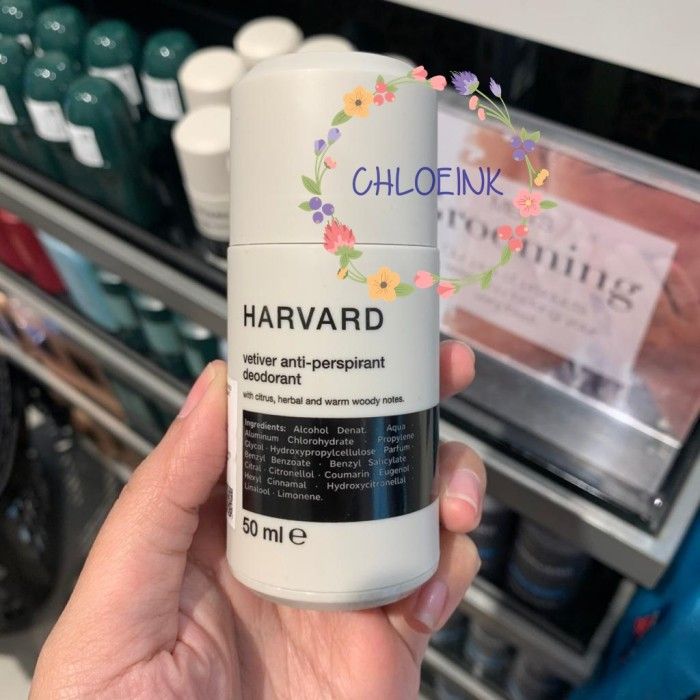 CHLOEINK
HARVARD
vetiver anti-perspirant
deodorant
with citrus, herbal and warm woody notes.
Ingredients: Alcohol Denat. Aqua
Aluminum Chlorohydrate · Propylene
Glycol · Hydroxypropylcellulose · Parfum ·
Benzyl Benzoate · Benzyl Salicylate ·
Citral · Citronellol · Coumarin · Eugenol ·
Hexyl Cinnamal · Hydroxycitronellal ·
Linalool · Limonene.
50 ml ℮
Grooming